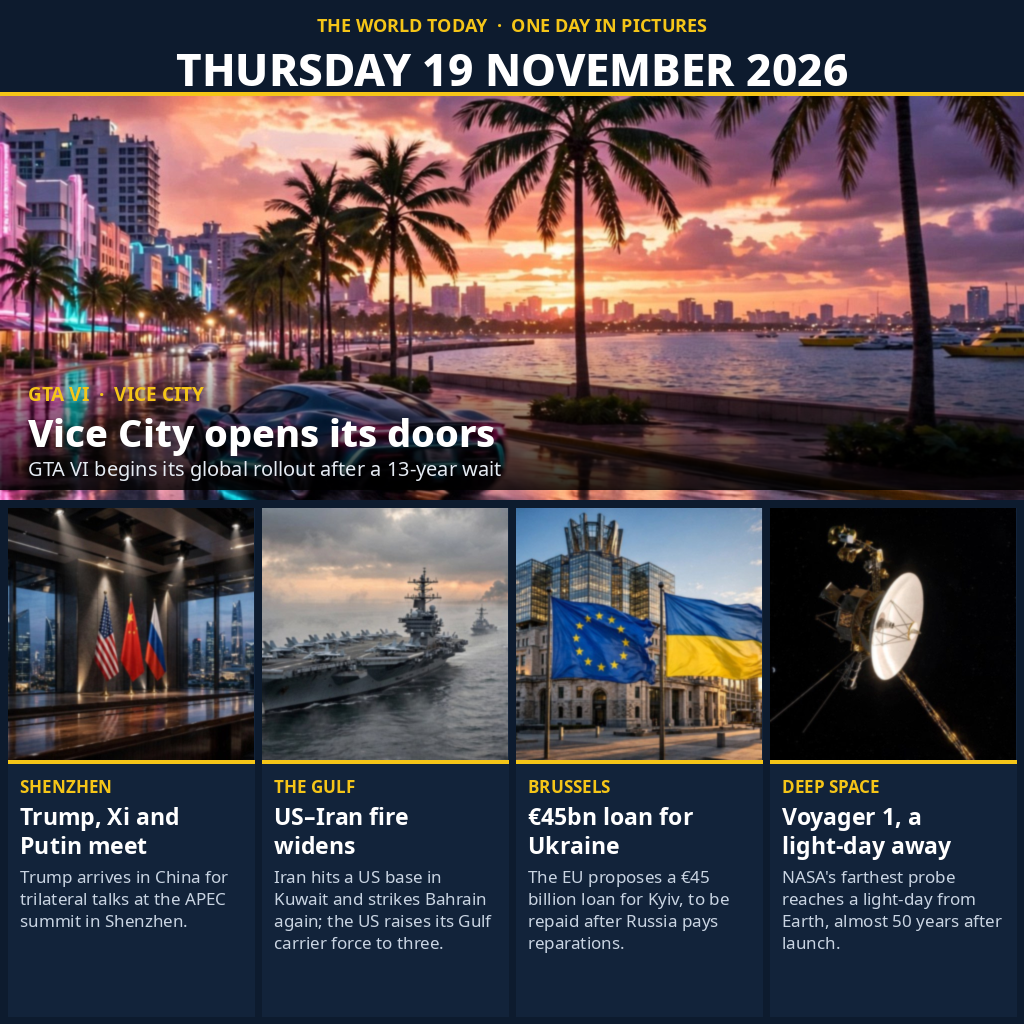 THE WORLD TODAY · ONE DAY IN PICTURES
THURSDAY 19 NOVEMBER 2026
GTA VI · VICE CITY
Vice City opens its doors
GTA VI begins its global rollout after a 13-year wait
SHENZHEN
Trump, Xi and
Putin meet
Trump arrives in China for
trilateral talks at the APEC
summit in Shenzhen.
THE GULF
US–Iran fire
widens
Iran hits a US base in
Kuwait and strikes Bahrain
again; the US raises its Gulf
carrier force to three.
BRUSSELS
€45bn loan for
Ukraine
The EU proposes a €45
billion loan for Kyiv, to be
repaid after Russia pays
reparations.
DEEP SPACE
Voyager 1, a
light-day away
NASA's farthest probe
reaches a light-day from
Earth, almost 50 years after
launch.